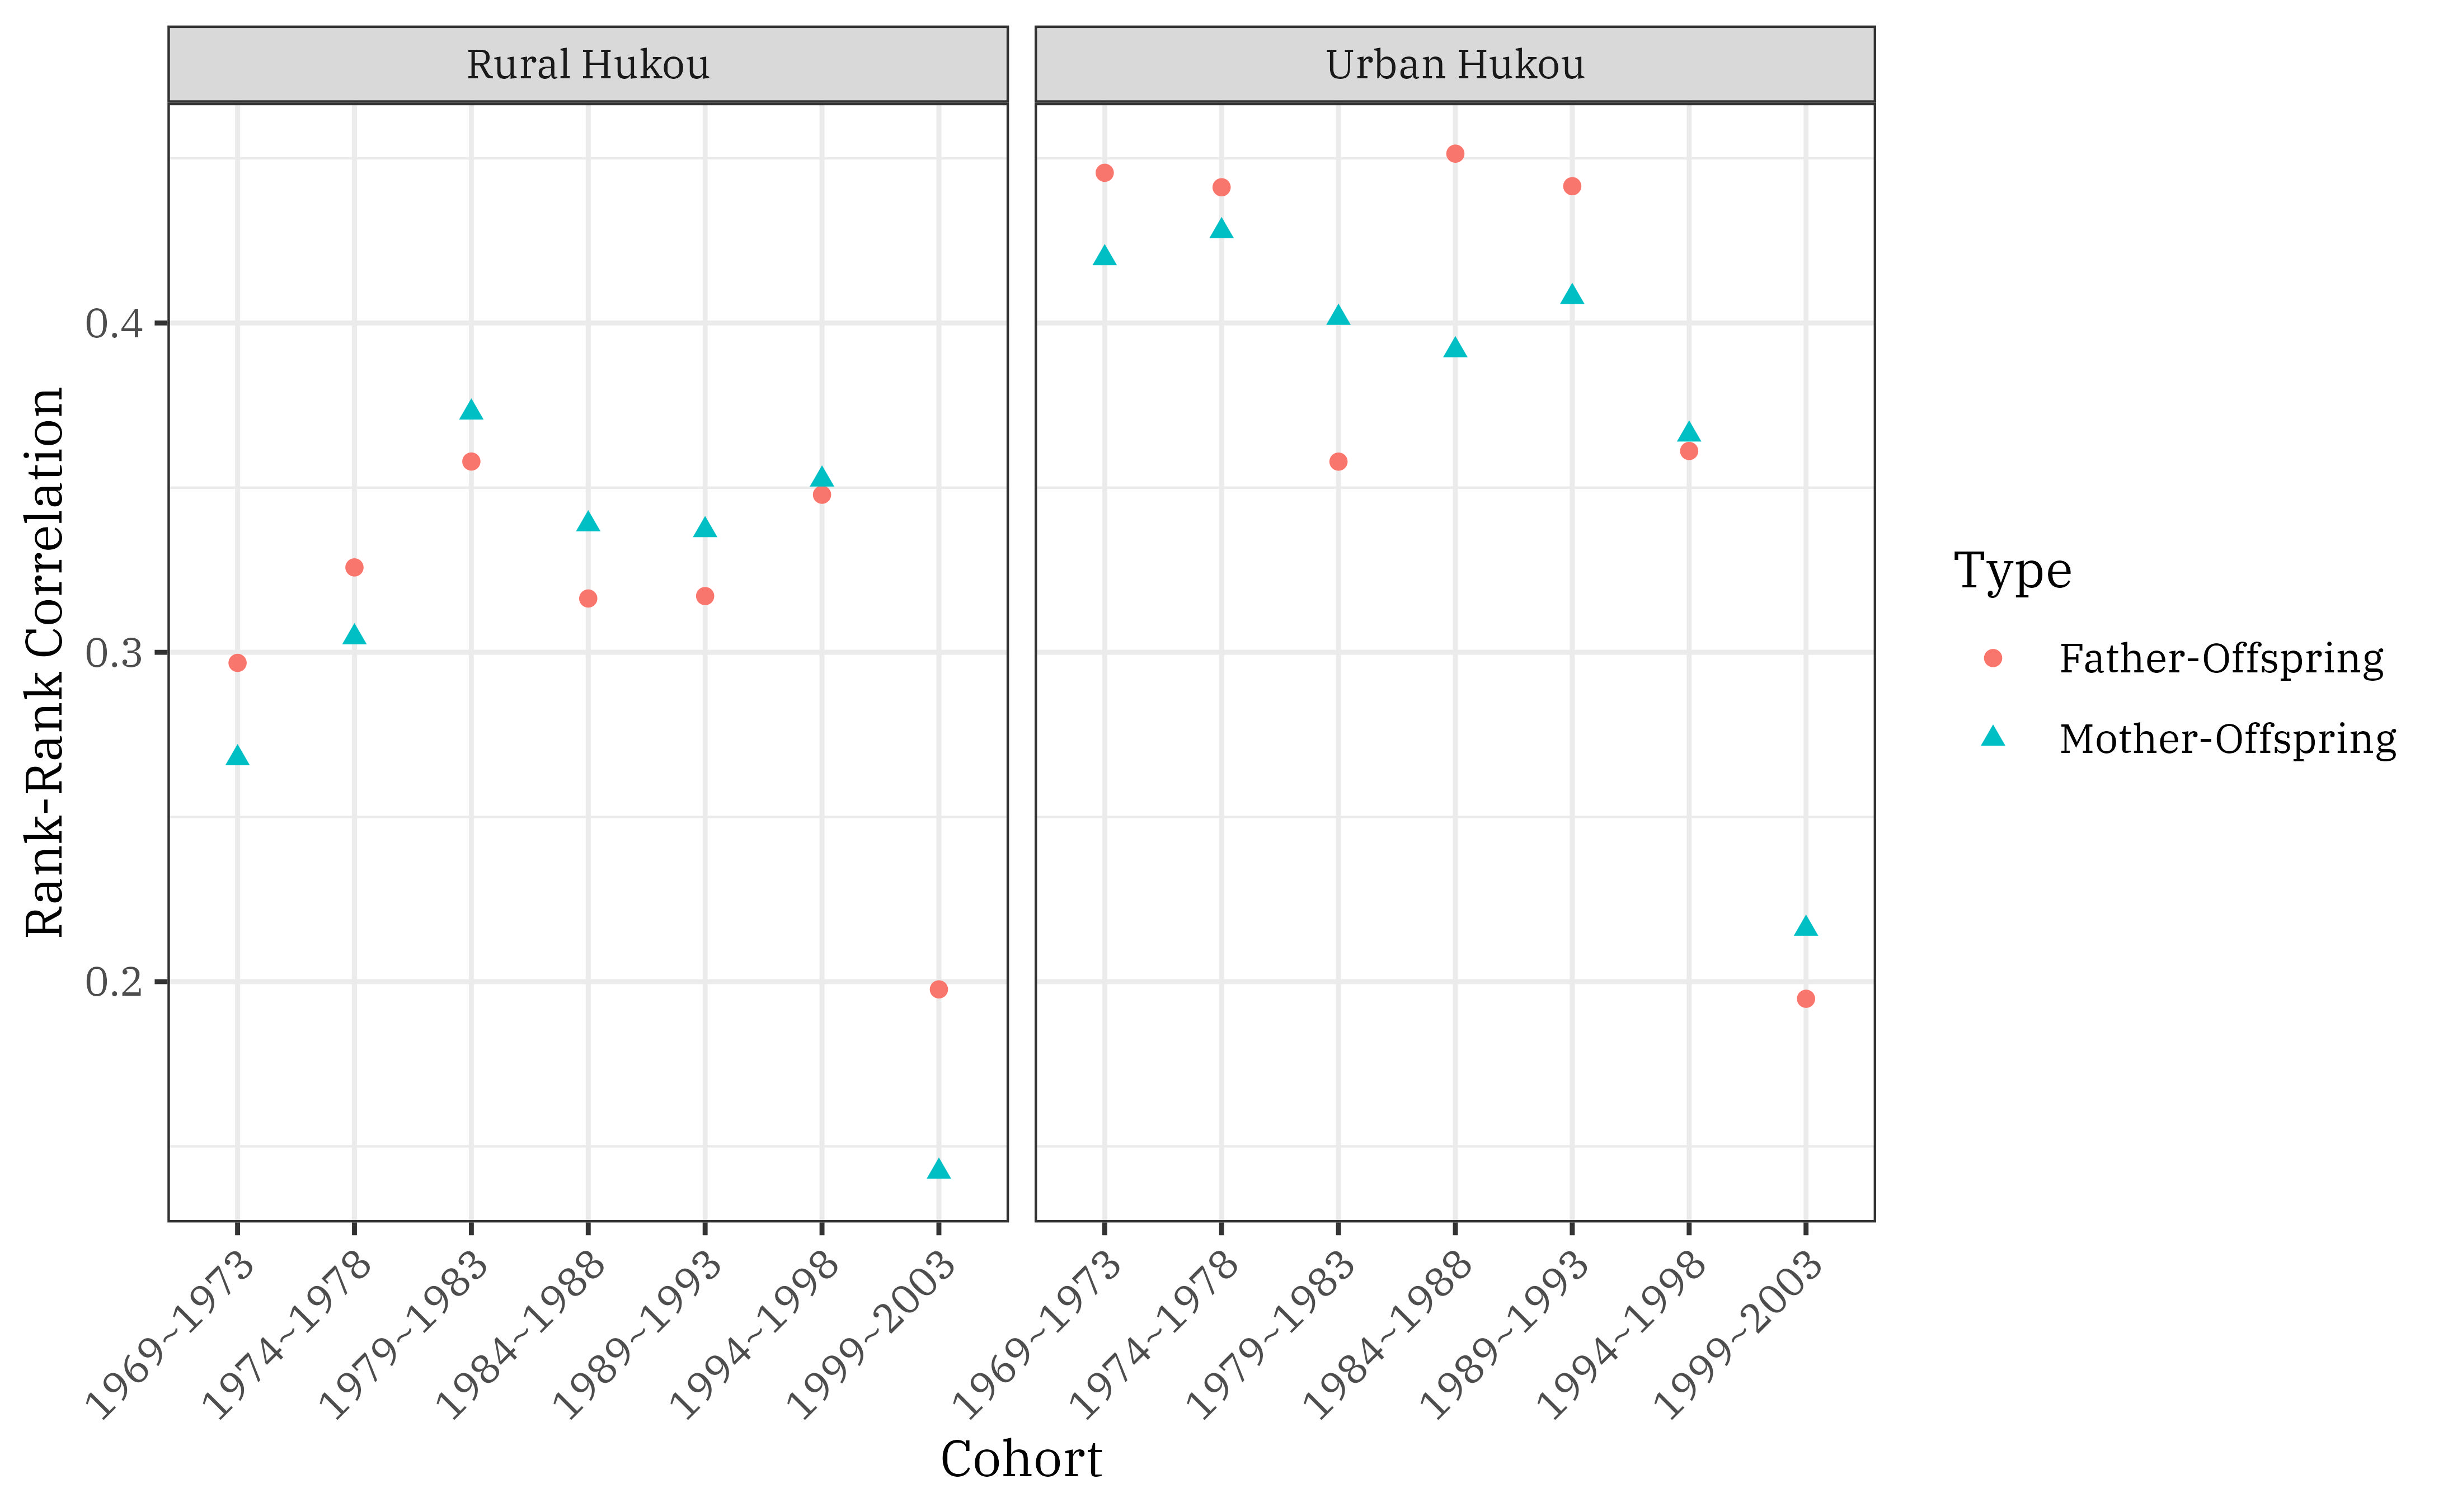 Rural Hukou
Urban Hukou
Rank-Rank Correlation
0.4
0.3
0.2
1969~1973
1974~1978
1979~1983
1984~1988
1989~1993
1994~1998
1999~2003
1969~1973
1974~1978
1979~1983
1984~1988
1989~1993
1994~1998
1999~2003
Cohort
Type
Father-Offspring
Mother-Offspring